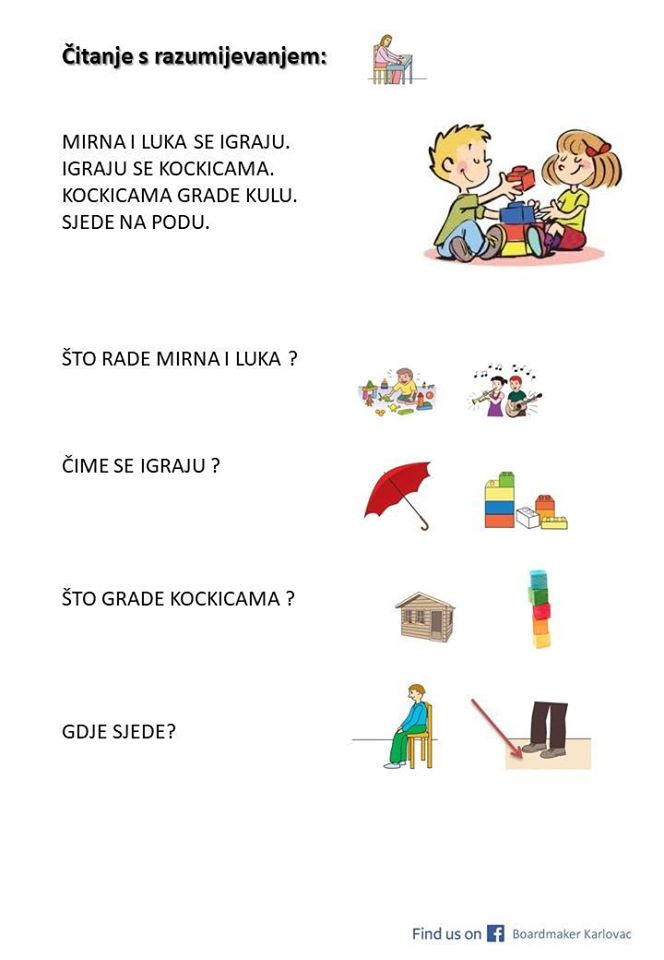 Čitanje s razumijevanjem:
MIRNA I LUKA SE IGRAJU.
IGRAJU SE KOCKICAMA.
KOCKICAMA GRADE KULU.
SJEDE NA PODU.
ŠTO RADE MIRNA I LUKA ?
ČIME SE IGRAJU ?
ŠTO GRADE KOCKICAMA ?
GDJE SJEDE?
Find us on f Boardmaker Karlovac